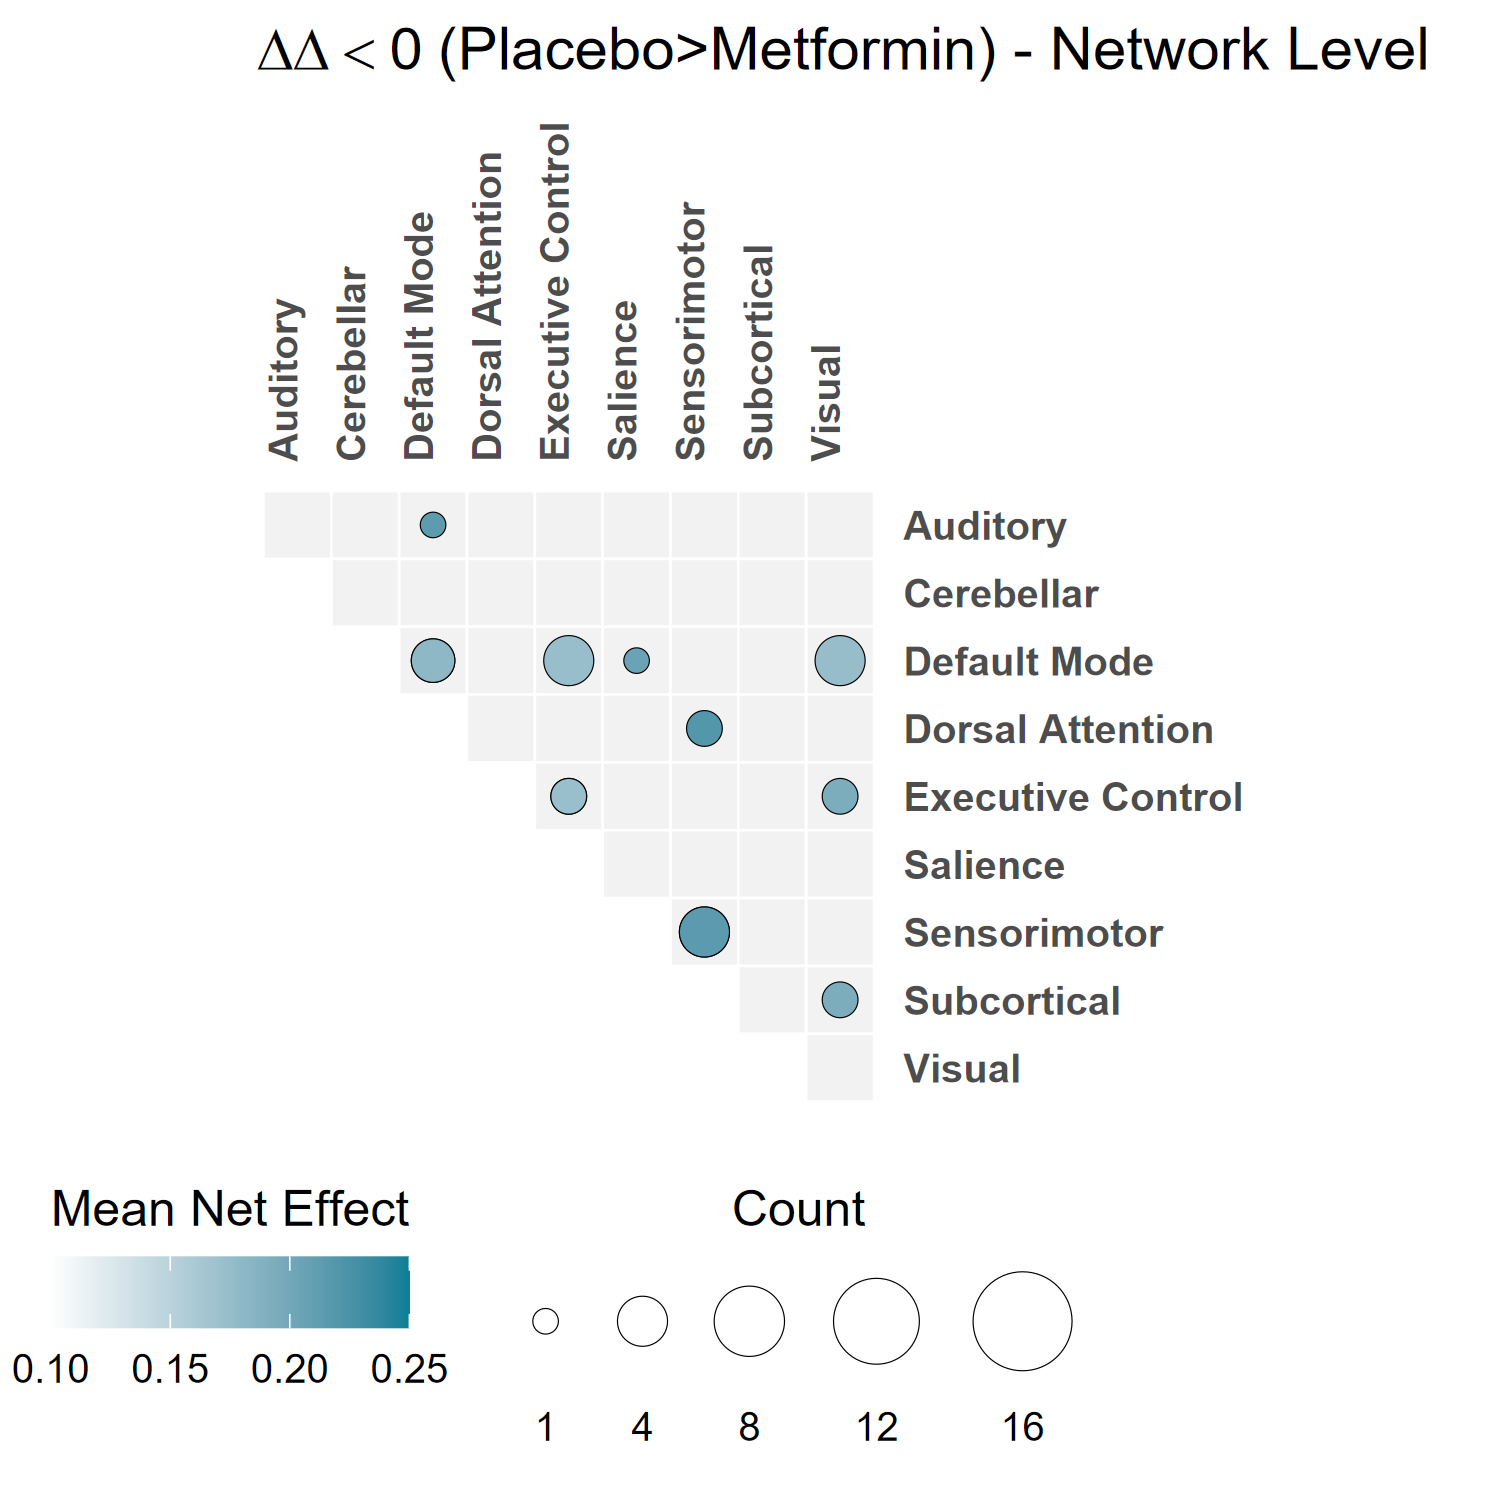 ΔΔ < 0 (Placebo>Metformin) - Network Level
Auditory
Cerebellar
Default Mode
Dorsal Attention
Executive Control
Salience
Sensorimotor
Subcortical
Visual
Auditory
Cerebellar
Default Mode
Dorsal Attention
Executive Control
Salience
Sensorimotor
Subcortical
Visual
Mean Net Effect
0.10 0.15 0.20 0.25
Count
1 4 8 12 16